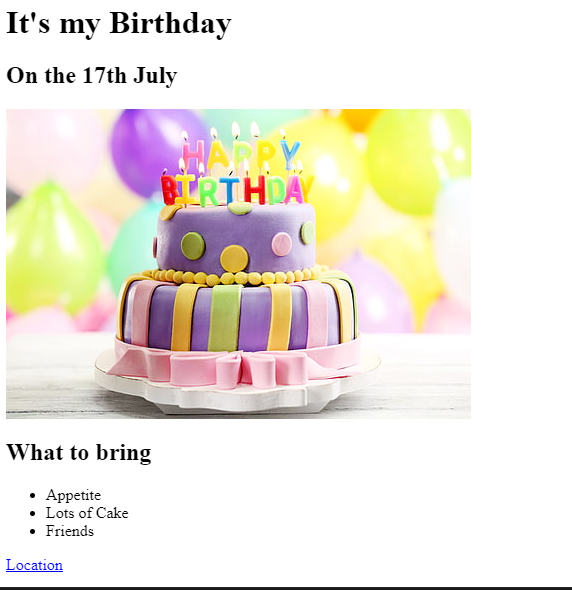 It's my Birthday
On the 17th July
HAPPY
BIRTHDAY
What to bring
Appetite
Lots of Cake
Friends
Location